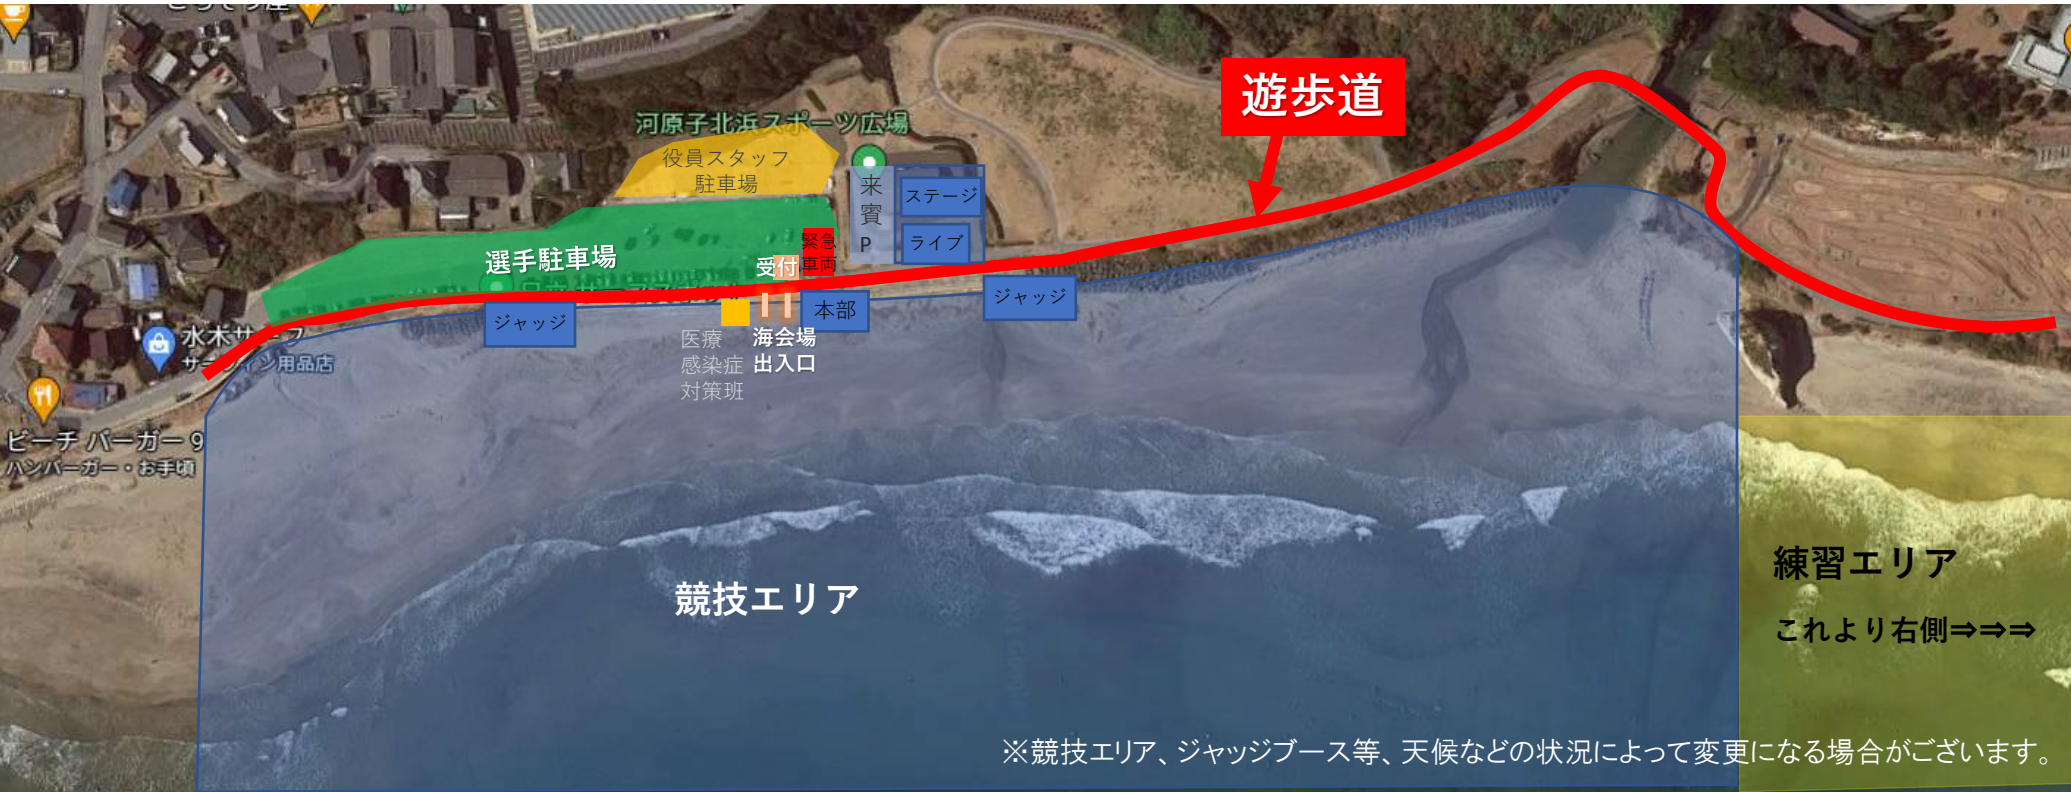 遊歩道
河原子北浜スポーツ広場
役員スタッフ
駐車場
来
賓
P
ステージ
ライブ
選手駐車場
緊急
車両
受付
ジャッジ
本部
ジャッジ
医療
感染症
対策班
海会場
出入口
水木サーフ
サーフィン用品店
ビーチ バーガー 9
ハンバーガー・お手頃
競技エリア
練習エリア
これより右側⇒⇒⇒
※競技エリア、ジャッジブース等、天候などの状況によって変更になる場合がございます。